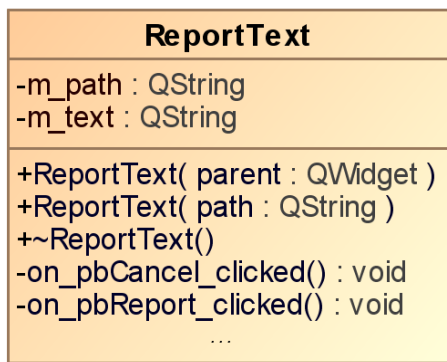 ReportText
-m_path : QString
-m_text : QString
+ReportText( parent : QWidget )
+ReportText( path : QString )
+~ReportText()
-on_pbCancel_clicked() : void
-on_pbReport_clicked() : void
...